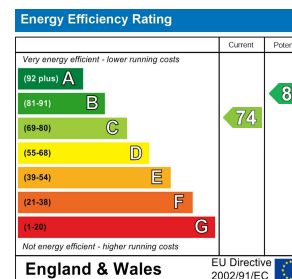 Energy Efficiency Rating
Current
Very energy efficient - lower running costs
(92 plus) A
(81-91) B
(69-80) C
(55-68) D
(39-54) E
(21-38) F
(1-20) G
74
Not energy efficient - higher running costs
England & Wales
EU Directive
2002/91/EC